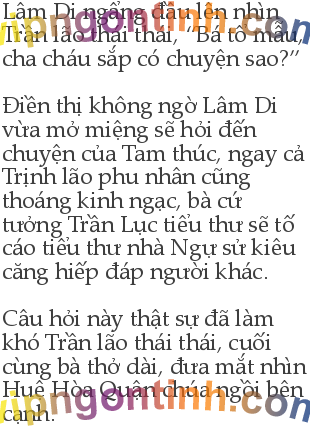 Lâm Di ngẩng đầu lên nhìn
Trần lão thái thái, “Bà tổ mẫu,
cha cháu sắp có chuyện sao?”
Điền thị không ngờ Lâm Di
vừa mở miệng sẽ hỏi đến
chuyện của Tam thúc, ngay cả
Trịnh lão phu nhân cũng
thoáng kinh ngạc, bà cứ
tưởng Trần Lục tiểu thư sẽ tố
cáo tiểu thư nhà Ngự sử kiêu
căng hiếp đáp người khác.
Câu hỏi này thật sự đã làm
khó Trần lão thái thái, cuối
cùng bà thở dài, đưa mắt nhìn
Huệ Hòa Quận chúa ngồi bên
cạnh.